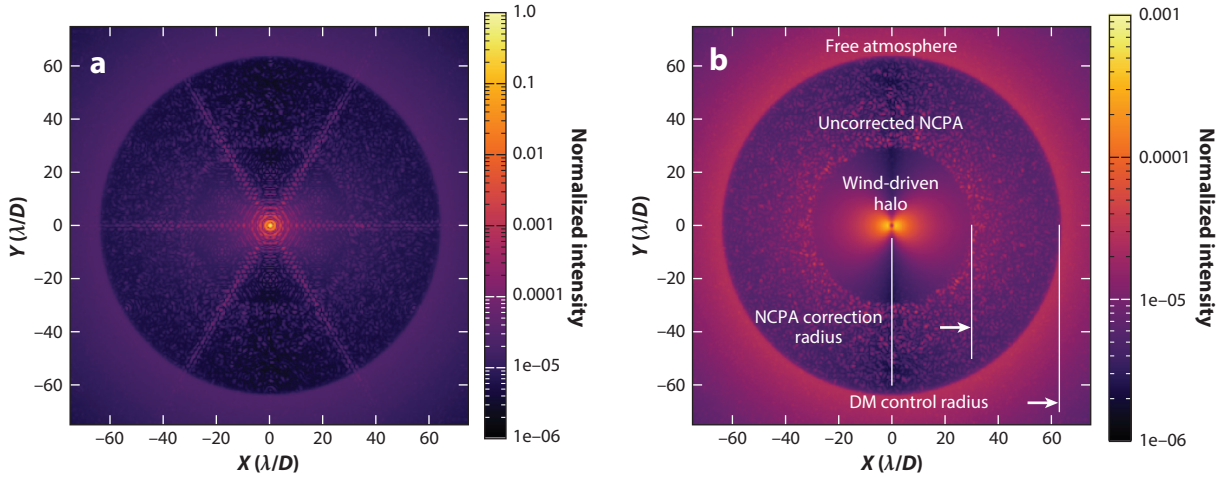 a
60
40
20
0
−20
−40
−60
Y (λ/D)
−60 −40 −20 0 20 40 60
X (λ/D)
1.0
0.1
0.01
0.001
0.0001
1e−05
1e−06
Normalized intensity
b
Free atmosphere
Uncorrected NCPA
Wind-driven
halo
NCPA correction
radius
DM control radius
60
40
20
0
−20
−40
−60
Y (λ/D)
−60 −40 −20 0 20 40 60
X (λ/D)
0.001
0.0001
1e−05
1e−06
Normalized intensity